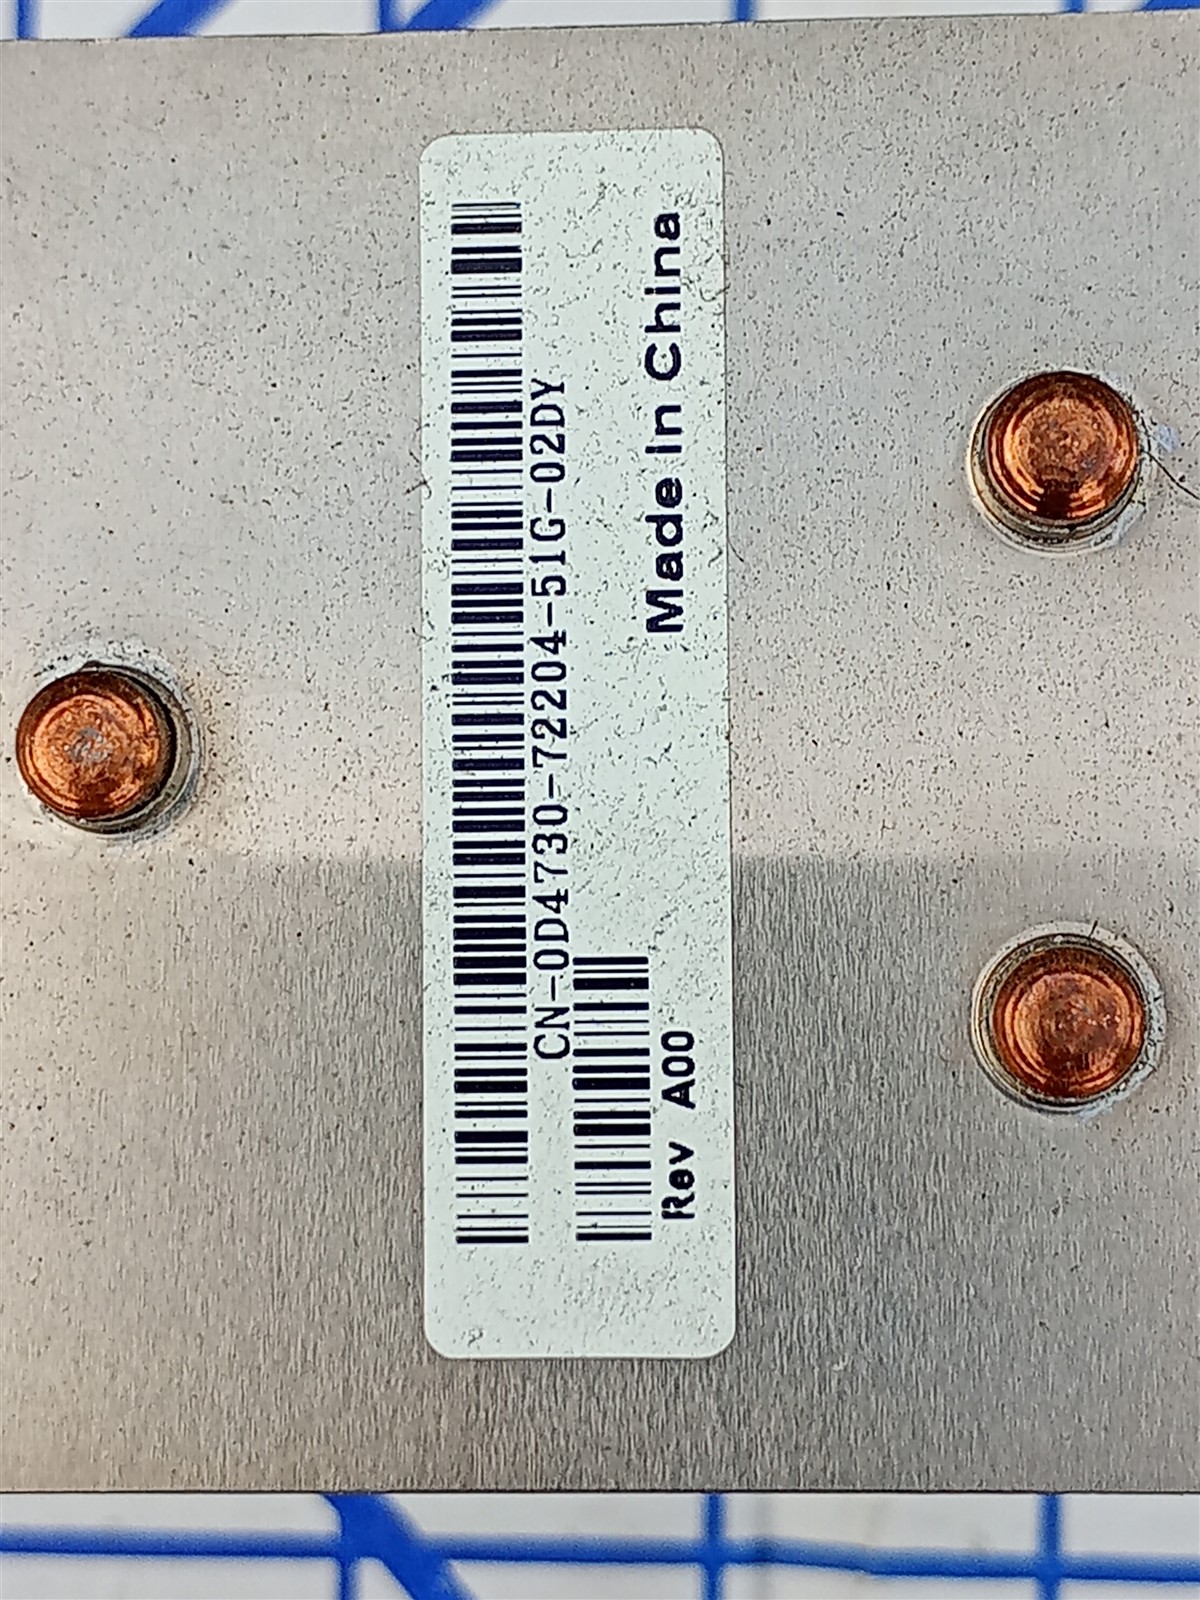 CN-0D4730-72204-51G-02DY
Rev A00
Made in China